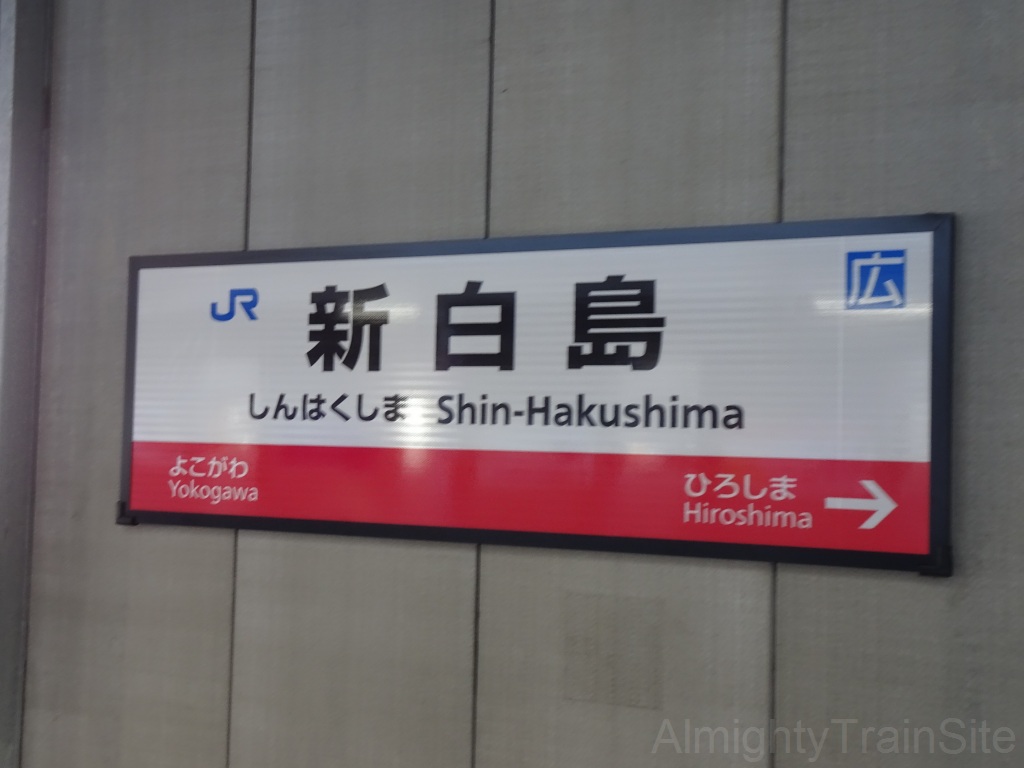 JR 新白島 広
しんはくしま Shin-Hakushima
よこがわ ひろしま →
Yokogawa Hiroshima
AlmightyTrainSite